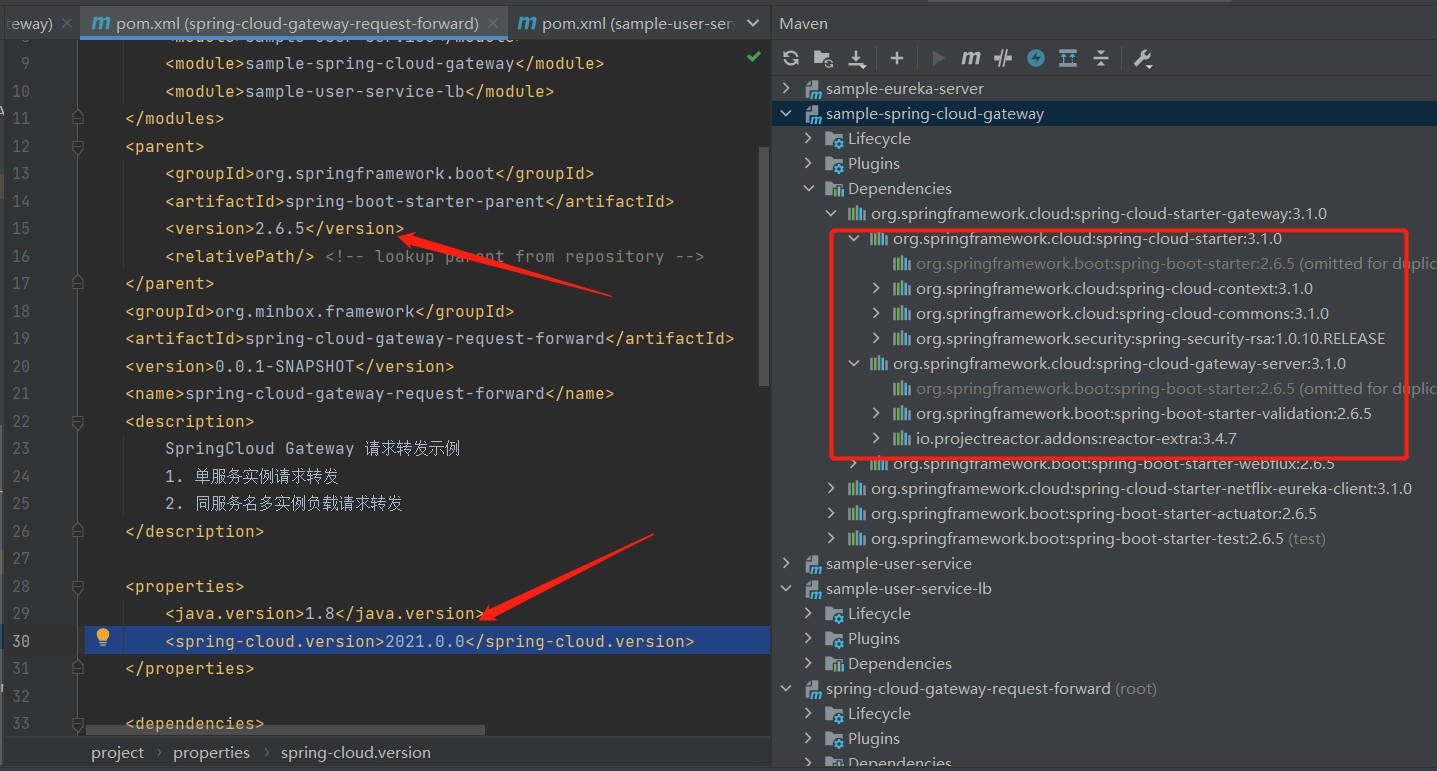 eway)
pom.xml (spring-cloud-gateway-request-forward)
pom.xml (sample-user-ser
Maven
9 <module>sample-spring-cloud-gateway</module>
10 <module>sample-user-service-lb</module>
11 </modules>
12 <parent>
13 <groupId>org.springframework.boot</groupId>
14 <artifactId>spring-boot-starter-parent</artifactId>
15 <version>2.6.5</version>
16 <relativePath/> <!-- lookup parent from repository -->
17 </parent>
18 <groupId>org.minbox.framework</groupId>
19 <artifactId>spring-cloud-gateway-request-forward</artifactId>
20 <version>0.0.1-SNAPSHOT</version>
21 <name>spring-cloud-gateway-request-forward</name>
22 <description>
23 SpringCloud Gateway 请求转发示例
24 1. 单服务实例请求转发
25 2. 同服务名多实例负载请求转发
26 </description>
27
28 <properties>
29 <java.version>1.8</java.version>
30 <spring-cloud.version>2021.0.0</spring-cloud.version>
31 </properties>
32
33 <dependencies>
project › properties › spring-cloud.version
sample-eureka-server
sample-spring-cloud-gateway
Lifecycle
Plugins
Dependencies
org.springframework.cloud:spring-cloud-starter-gateway:3.1.0
org.springframework.cloud:spring-cloud-starter:3.1.0
org.springframework.boot:spring-boot-starter:2.6.5 (omitted for duplic
org.springframework.cloud:spring-cloud-context:3.1.0
org.springframework.cloud:spring-cloud-commons:3.1.0
org.springframework.security:spring-security-rsa:1.0.10.RELEASE
org.springframework.cloud:spring-cloud-gateway-server:3.1.0
org.springframework.boot:spring-boot-starter:2.6.5 (omitted for duplic
org.springframework.boot:spring-boot-starter-validation:2.6.5
io.projectreactor.addons:reactor-extra:3.4.7
org.springframework.boot:spring-boot-starter-webflux:2.6.5
org.springframework.cloud:spring-cloud-starter-netflix-eureka-client:3.1.0
org.springframework.boot:spring-boot-starter-actuator:2.6.5
org.springframework.boot:spring-boot-starter-test:2.6.5 (test)
sample-user-service
sample-user-service-lb
Lifecycle
Plugins
Dependencies
spring-cloud-gateway-request-forward (root)
Lifecycle
Plugins
Dependencies